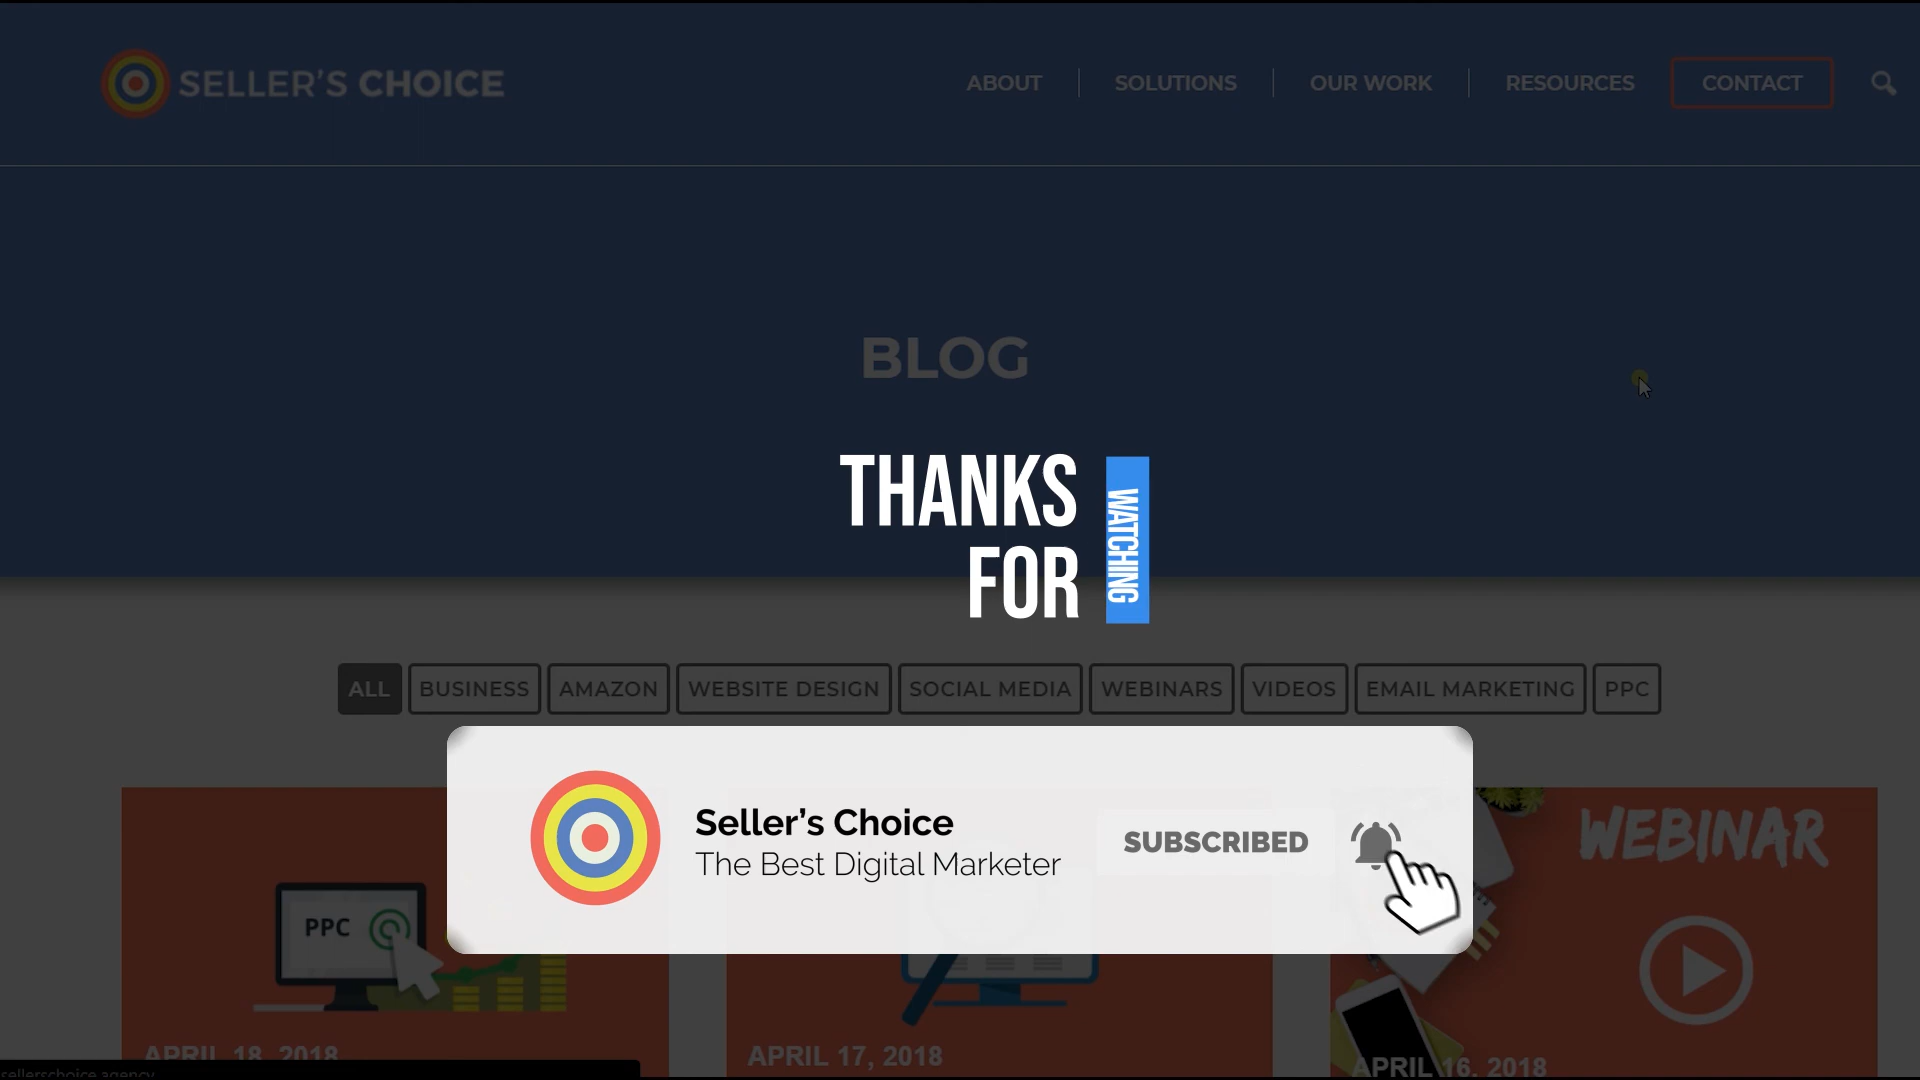 SELLER'S CHOICE
ABOUT
SOLUTIONS
OUR WORK
RESOURCES
CONTACT
BLOG
THANKS
FOR
WATCHING
ALL
BUSINESS
AMAZON
WEBSITE DESIGN
SOCIAL MEDIA
WEBINARS
VIDEOS
EMAIL MARKETING
PPC
Seller's Choice
The Best Digital Marketer
SUBSCRIBED
WEBINAR
PPC
APRIL 18, 2018
APRIL 17, 2018
APRIL 16, 2018
sellerschoice.agency